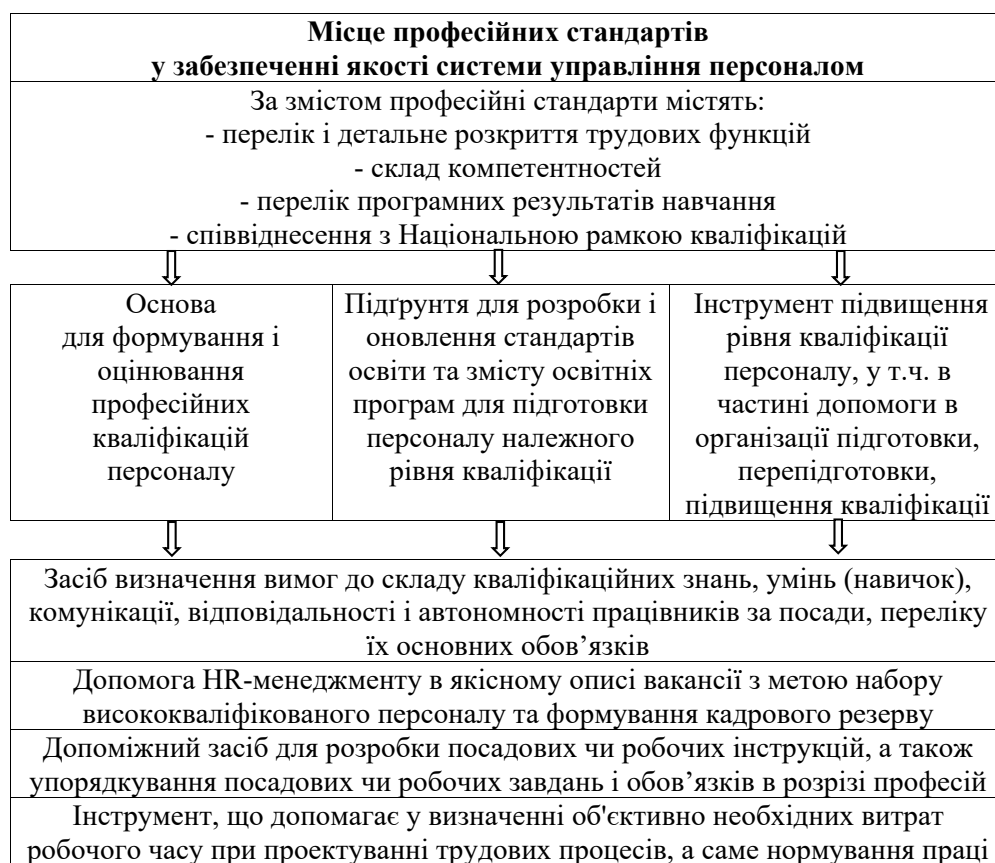 Місце професійних стандартів
у забезпеченні якості системи управління персоналом
За змістом професійні стандарти містять:
- перелік і детальне розкриття трудових функцій
- склад компетентностей
- перелік програмних результатів навчання
- співвіднесення з Національною рамкою кваліфікацій
Основа
для формування і
оцінювання
професійних
кваліфікацій
персоналу
Підґрунтя для розробки і
оновлення стандартів
освіти та змісту освітніх
програм для підготовки
персоналу належного
рівня кваліфікації
Інструмент підвищення
рівня кваліфікації
персоналу, у т.ч. в
частині допомоги в
організації підготовки,
перепідготовки,
підвищення кваліфікації
Засіб визначення вимог до складу кваліфікаційних знань, умінь (навичок),
комунікації, відповідальності і автономності працівників за посади, переліку
їх основних обов’язків
Допомога HR-менеджменту в якісному описі вакансії з метою набору
висококваліфікованого персоналу та формування кадрового резерву
Допоміжний засіб для розробки посадових чи робочих інструкцій, а також
упорядкування посадових чи робочих завдань і обов’язків в розрізі професій
Інструмент, що допомагає у визначенні об'єктивно необхідних витрат
робочого часу при проектуванні трудових процесів, а саме нормування праці